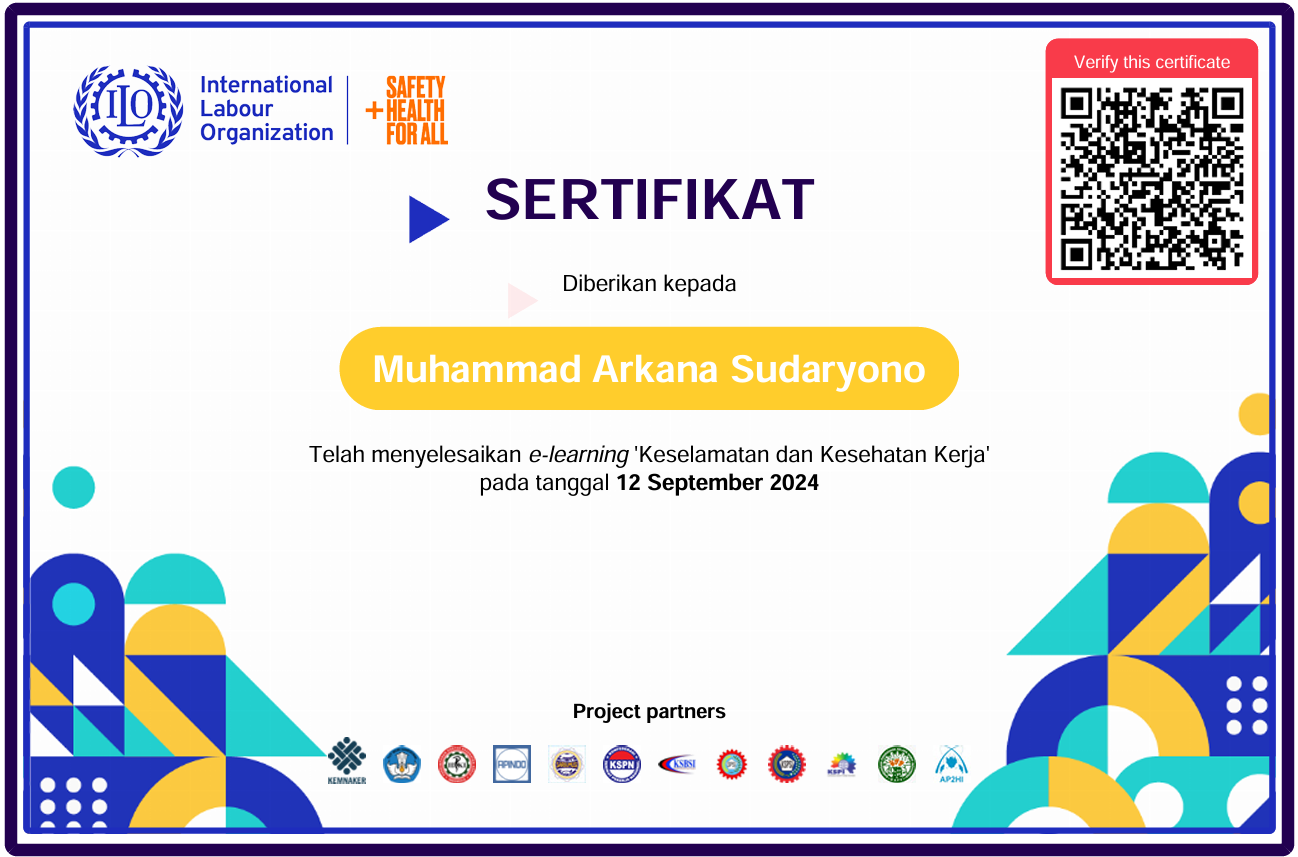 International
Labour
Organization
ILO
+ SAFETY
HEALTH
FOR ALL
Verify this certificate
SERTIFIKAT
Diberikan kepada
Muhammad Arkana Sudaryono
Telah menyelesaikan e-learning 'Keselamatan dan Kesehatan Kerja'
pada tanggal 12 September 2024
Project partners
KEMNAKER
APINDO
KSPN
KSBSI
KSPI
AP2HI